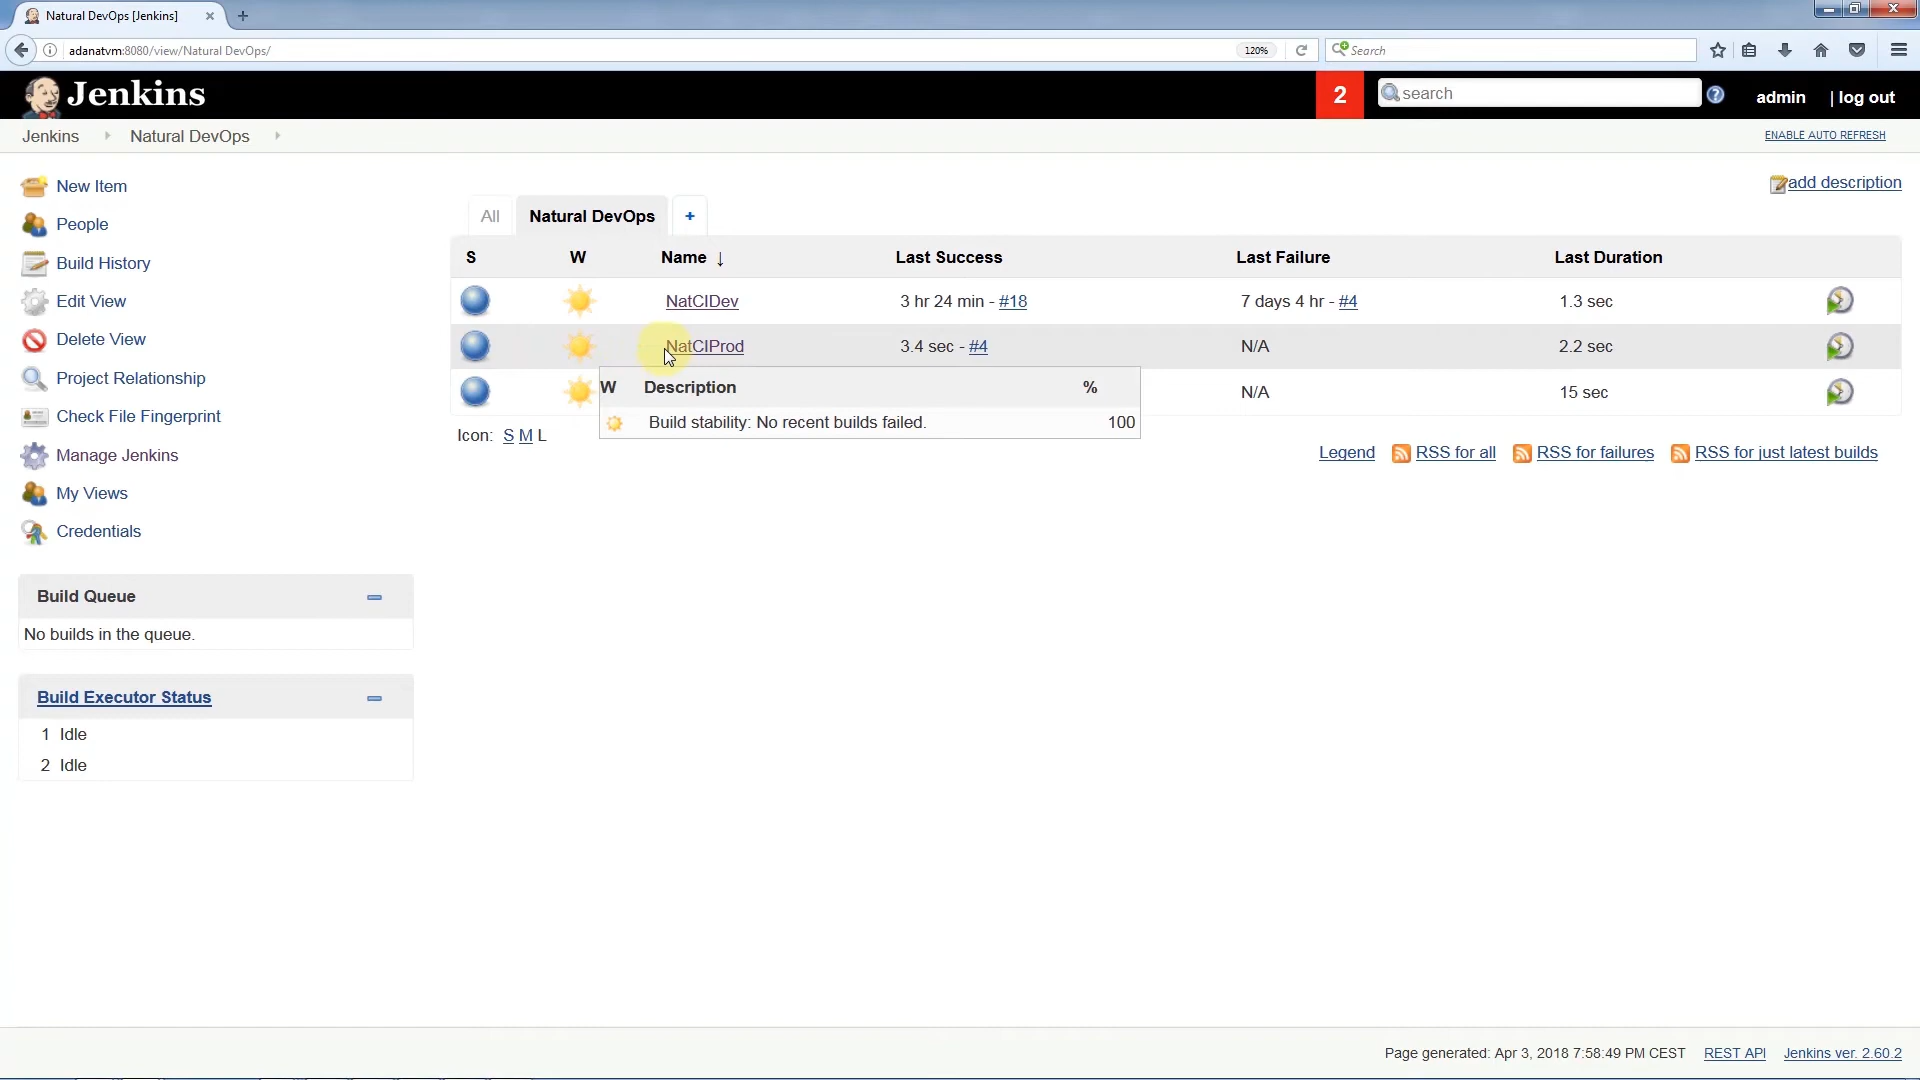 Natural DevOps [Jenkins]
adanatvm:8080/view/Natural DevOps/
120%
Search
Jenkins
2
search
admin
| log out
Jenkins
Natural DevOps
ENABLE AUTO REFRESH
New Item
People
Build History
Edit View
Delete View
Project Relationship
Check File Fingerprint
Manage Jenkins
My Views
Credentials
Build Queue
No builds in the queue.
Build Executor Status
1 Idle
2 Idle
add description
All
Natural DevOps
+
S W Name ↓ Last Success Last Failure Last Duration
NatCIDev 3 hr 24 min - #18 7 days 4 hr - #4 1.3 sec
NatCIProd 3.4 sec - #4 N/A 2.2 sec
N/A 15 sec
W Description %
Build stability: No recent builds failed. 100
Icon: S M L
Legend RSS for all RSS for failures RSS for just latest builds
Page generated: Apr 3, 2018 7:58:49 PM CEST REST API Jenkins ver. 2.60.2